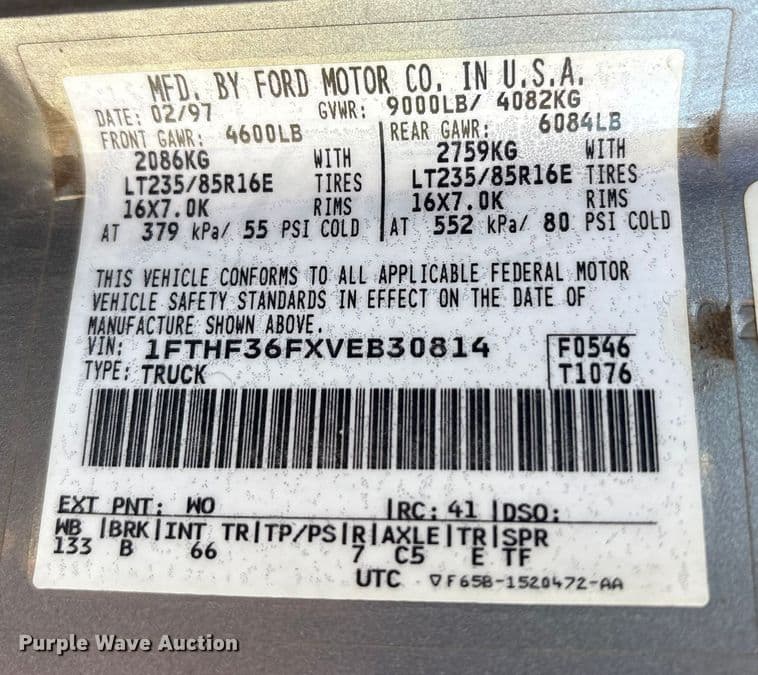 MFD. BY FORD MOTOR CO. IN U.S.A.
DATE: 02/97 GVWR: 9000LB/ 4082KG
FRONT GAWR: 4600LB REAR GAWR: 6084LB
2086KG WITH 2759KG WITH
LT235/85R16E TIRES LT235/85R16E TIRES
16X7.0K RIMS 16X7.0K RIMS
AT 379 kPa/ 55 PSI COLD AT 552 kPa/ 80 PSI COLD
THIS VEHICLE CONFORMS TO ALL APPLICABLE FEDERAL MOTOR
VEHICLE SAFETY STANDARDS IN EFFECT ON THE DATE OF
MANUFACTURE SHOWN ABOVE.
VIN: 1FTHF36FXVEB30814 F0546
TYPE: TRUCK T1076
EXT PNT: WO RC: 41 DSO:
WB BRK INT TR TP/PS R AXLE TR SPR
133 B 66 7 C5 E TF
UTC ▽F65B-1520472-AA
Purple Wave Auction